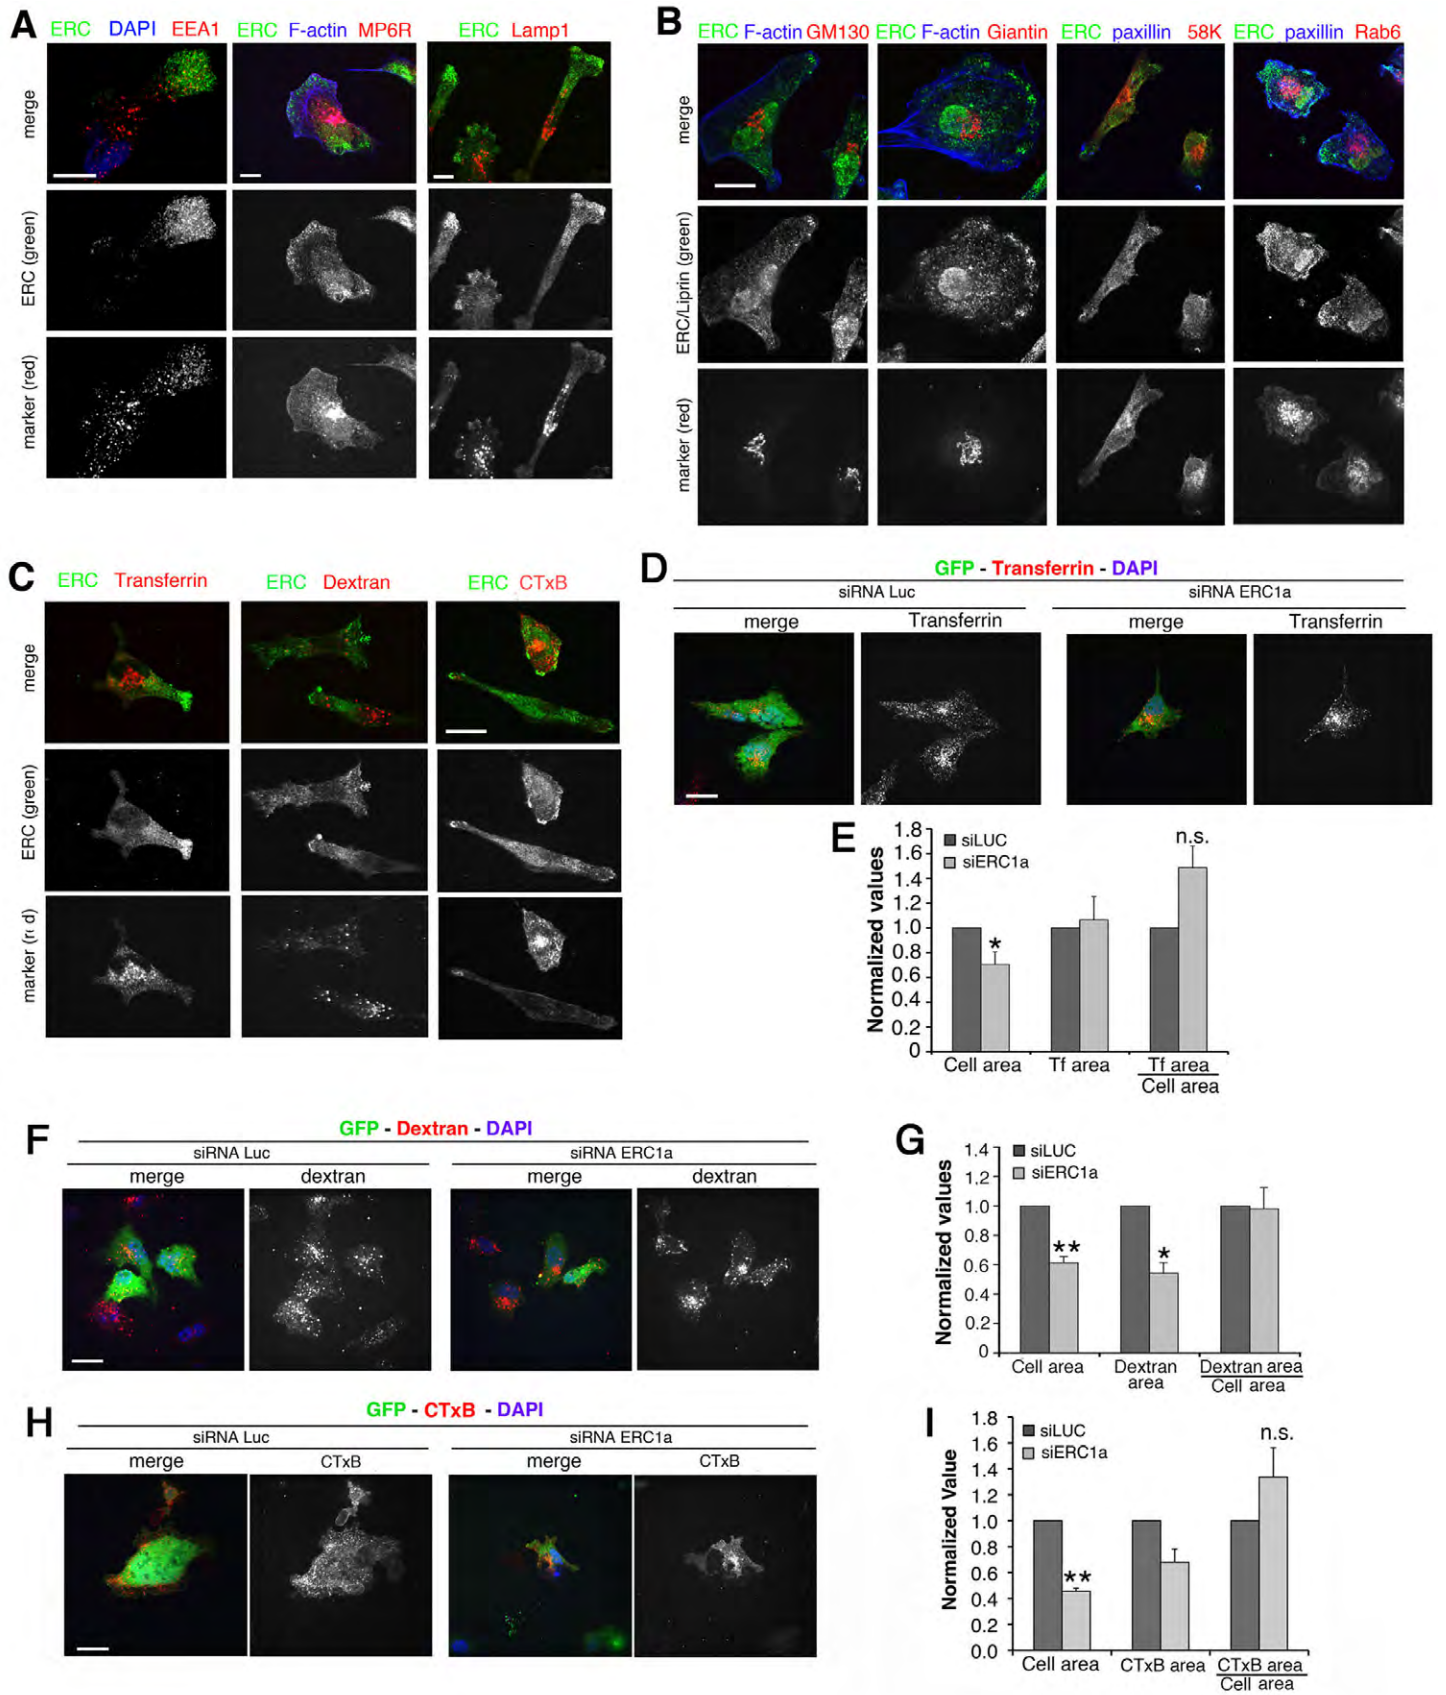 A
ERC DAPI EEA1
ERC F-actin MP6R
ERC Lamp1
merge
ERC (green)
marker (red)
B
ERC F-actin GM130
ERC F-actin Giantin
ERC paxillin 58K
ERC paxillin Rab6
merge
ERC/Liprin (green)
marker (red)
C
ERC Transferrin
ERC Dextran
ERC CTxB
merge
ERC (green)
marker (red)
D
GFP - Transferrin - DAPI
siRNA Luc
siRNA ERC1a
merge
Transferrin
merge
Transferrin
E
Normalized values
1.8
1.6
1.4
1.2
1.0
0.8
0.6
0.4
0.2
0
siLUC
siERC1a
*
n.s.
Cell area
Tf area
Tf area
Cell area
F
GFP - Dextran - DAPI
siRNA Luc
siRNA ERC1a
merge
dextran
merge
dextran
G
Normalized values
1.4
1.2
1.0
0.8
0.6
0.4
0.2
0
siLUC
siERC1a
**
*
Cell area
Dextran
area
Dextran area
Cell area
H
GFP - CTxB - DAPI
siRNA Luc
siRNA ERC1a
merge
CTxB
merge
CTxB
I
Normalized Value
1.8
1.6
1.4
1.2
1.0
0.8
0.6
0.4
0.2
0.0
siLUC
siERC1a
**
n.s.
Cell area
CTxB area
CTxB area
Cell area